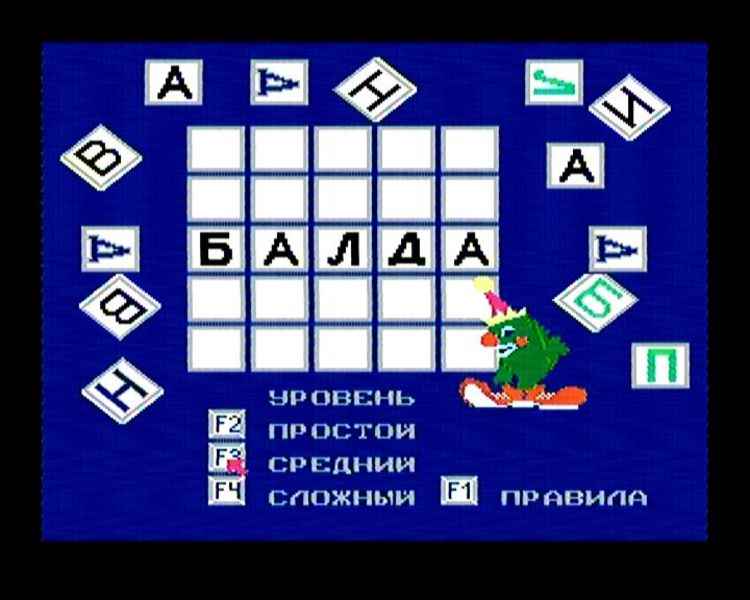 А Д Н
И
В
А
Д
БАЛДА
Д
В
Б
П
Н
УРОВЕНЬ
F2 ПРОСТОЙ
F3 СРЕДНИЙ
F4 СЛОЖНЫЙ F1 ПРАВИЛА